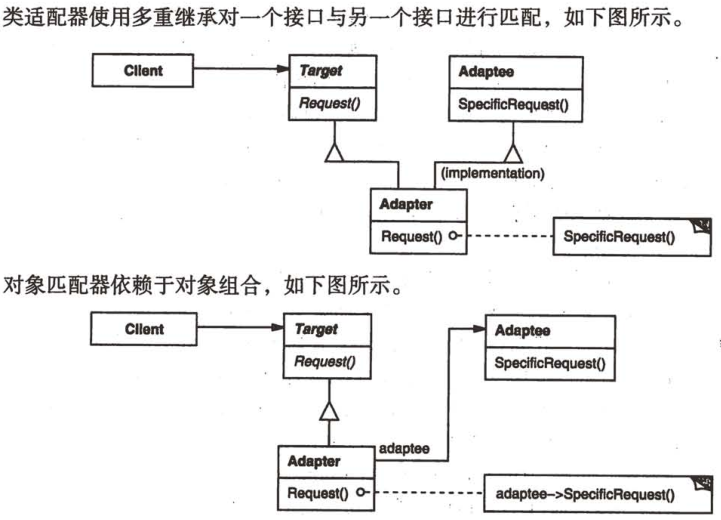 类适配器使用多重继承对一个接口与另一个接口进行匹配，如下图所示。
Client
Target
Request()
Adaptee
SpecificRequest()
(implementation)
Adapter
Request()
SpecificRequest()
对象匹配器依赖于对象组合，如下图所示。
Client
Target
Request()
Adaptee
SpecificRequest()
adaptee
Adapter
Request()
adaptee->SpecificRequest()